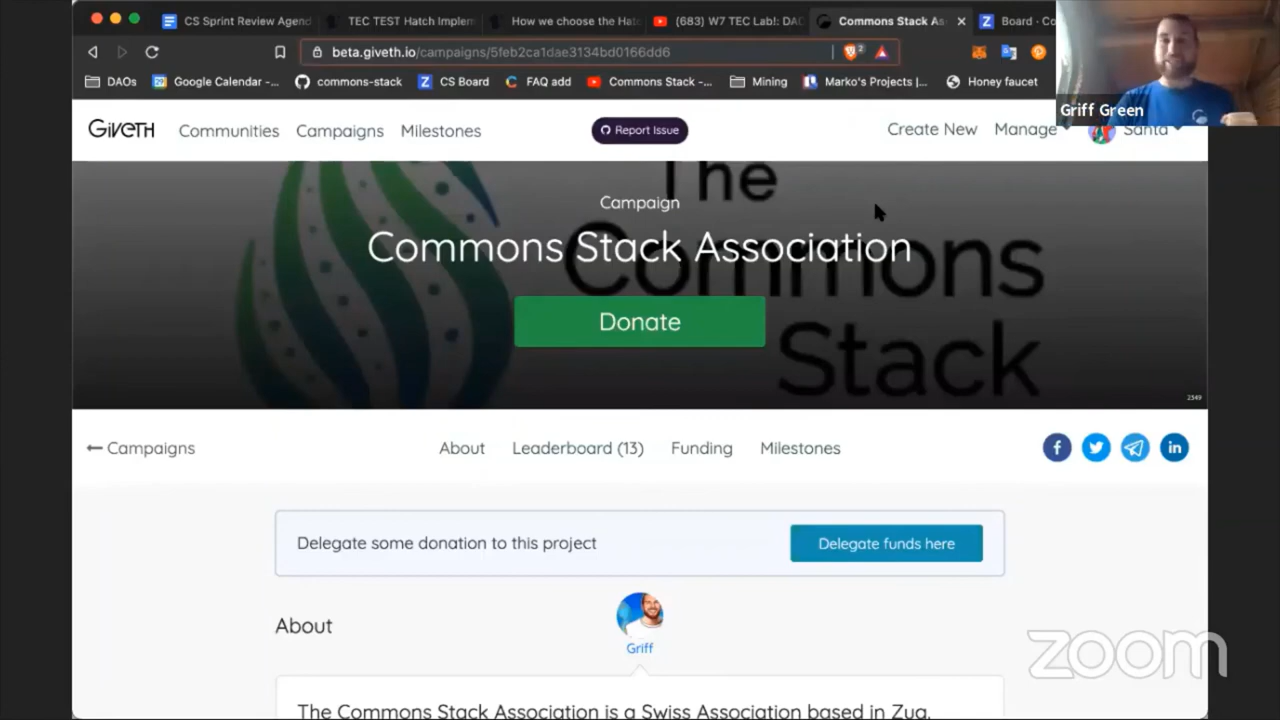 CS Sprint Review Agend
TEC TEST Hatch Implem
How we choose the Hat
(683) W7 TEC Lab!: DAO
Commons Stack As
Board - Co
beta.giveth.io/campaigns/5feb2ca1dae3134bd0166dd6
2
DAOs
Google Calendar -...
commons-stack
CS Board
FAQ add
Commons Stack -...
Mining
Marko's Projects |...
Honey faucet
Griff Green
GIVETH
Communities
Campaigns
Milestones
Report Issue
Create New
Manage
Santa
The
Commons
Stack
Campaign
Commons Stack Association
Donate
2349
Campaigns
About
Leaderboard (13)
Funding
Milestones
Delegate some donation to this project
Delegate funds here
About
Griff
The Commons Stack Association is a Swiss Association based in Zug,
zoom